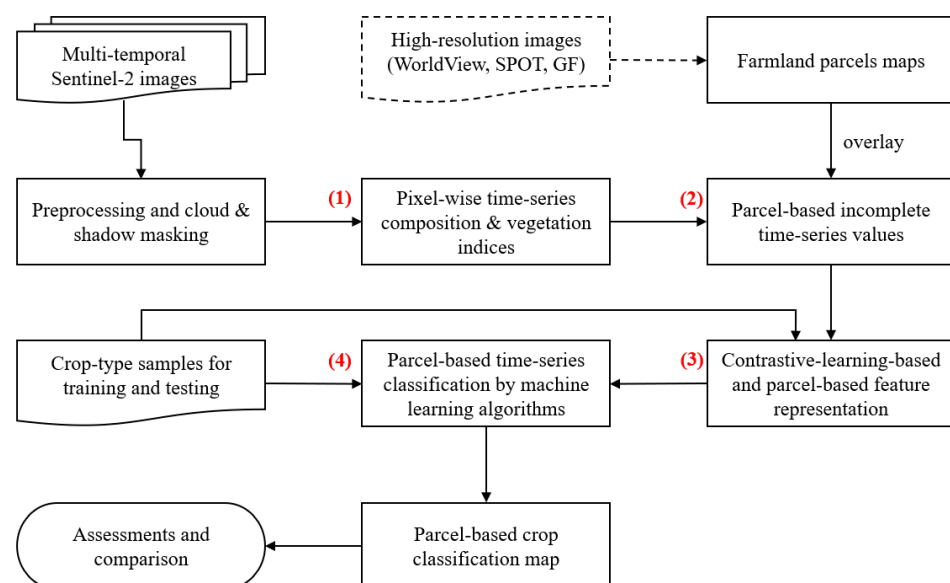 Multi-temporal
Sentinel-2 images
High-resolution images
(WorldView, SPOT, GF)
Farmland parcels maps
overlay
Preprocessing and cloud &
shadow masking
(1)
Pixel-wise time-series
composition & vegetation
indices
(2)
Parcel-based incomplete
time-series values
Crop-type samples for
training and testing
(4)
Parcel-based time-series
classification by machine
learning algorithms
(3)
Contrastive-learning-based
and parcel-based feature
representation
Assessments and
comparison
Parcel-based crop
classification map